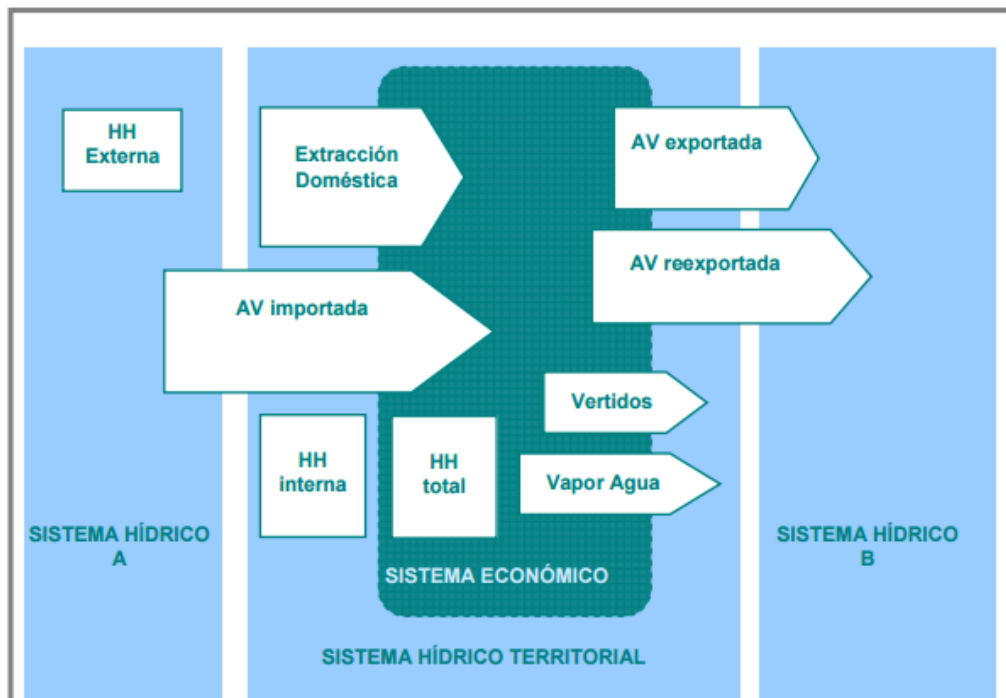 HH
Externa
Extracción
Doméstica
AV exportada
AV reexportada
AV importada
Vertidos
HH
interna
HH
total
Vapor Agua
SISTEMA HÍDRICO
A
SISTEMA HÍDRICO
B
SISTEMA ECONÓMICO
SISTEMA HÍDRICO TERRITORIAL